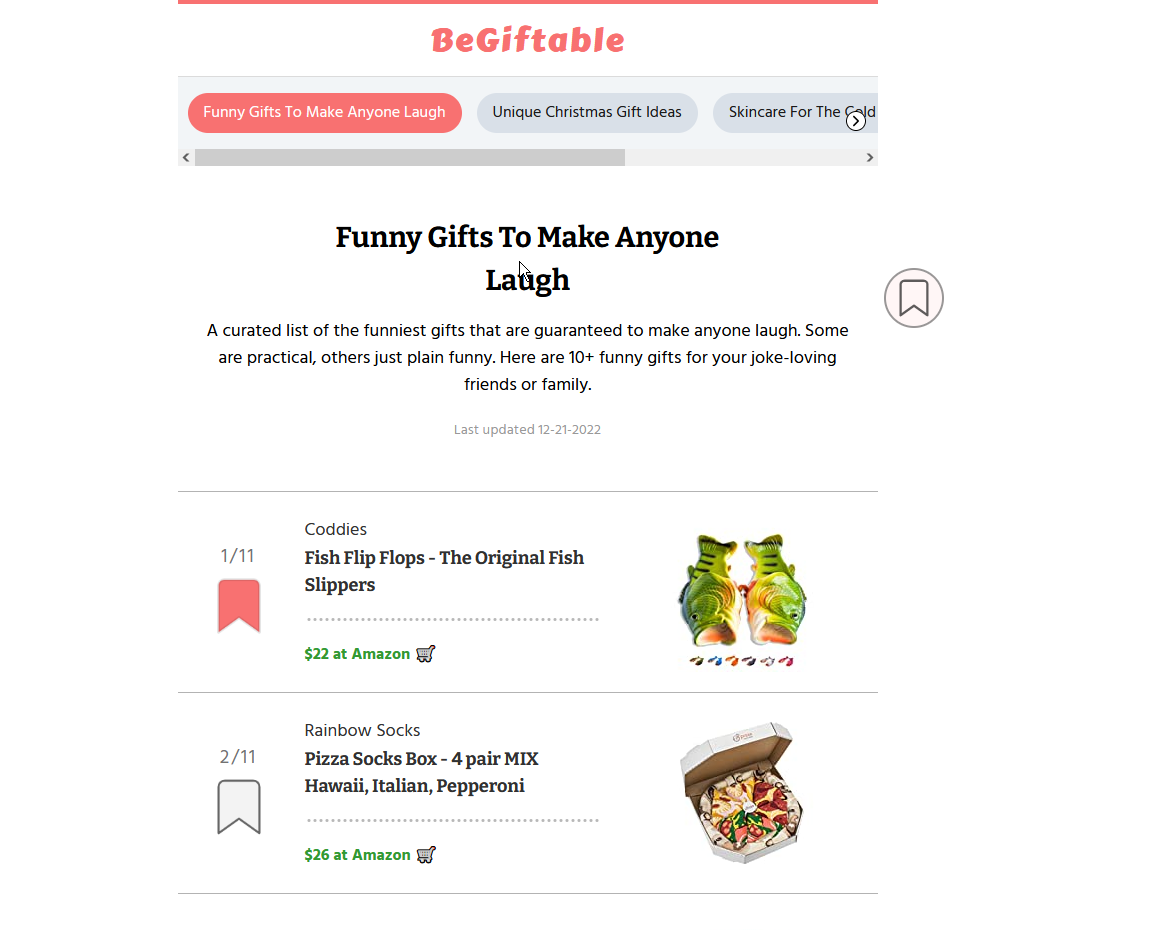 BeGiftable
Funny Gifts To Make Anyone Laugh
Unique Christmas Gift Ideas
Skincare For The Cold
Funny Gifts To Make Anyone
Laugh
A curated list of the funniest gifts that are guaranteed to make anyone laugh. Some
are practical, others just plain funny. Here are 10+ funny gifts for your joke-loving
friends or family.
Last updated 12-21-2022
1/11
Coddies
Fish Flip Flops - The Original Fish
Slippers
$22 at Amazon
2/11
Rainbow Socks
Pizza Socks Box - 4 pair MIX
Hawaii, Italian, Pepperoni
$26 at Amazon